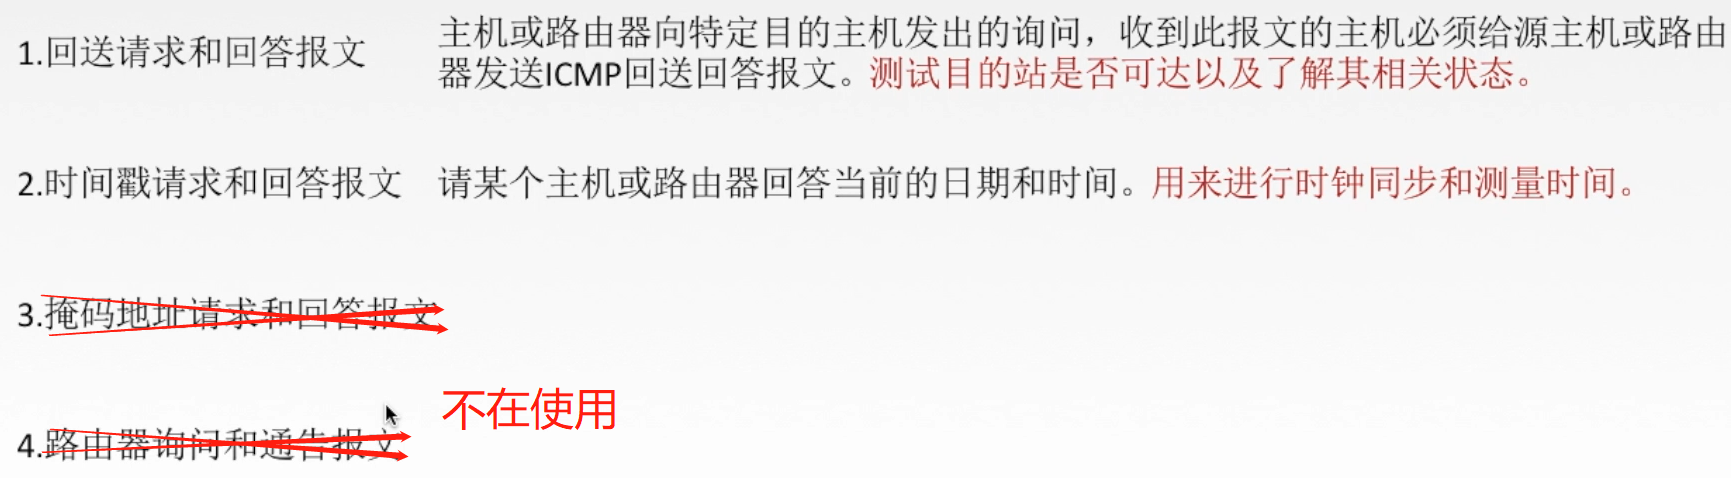 1.回送请求和回答报文
主机或路由器向特定目的主机发出的询问，收到此报文的主机必须给源主机或路由
器发送ICMP回送回答报文。测试目的站是否可达以及了解其相关状态。
2.时间戳请求和回答报文 请某个主机或路由器回答当前的日期和时间。用来进行时钟同步和测量时间。
3.掩码地址请求和回答报文
不在使用
4.路由器询问和通告报文